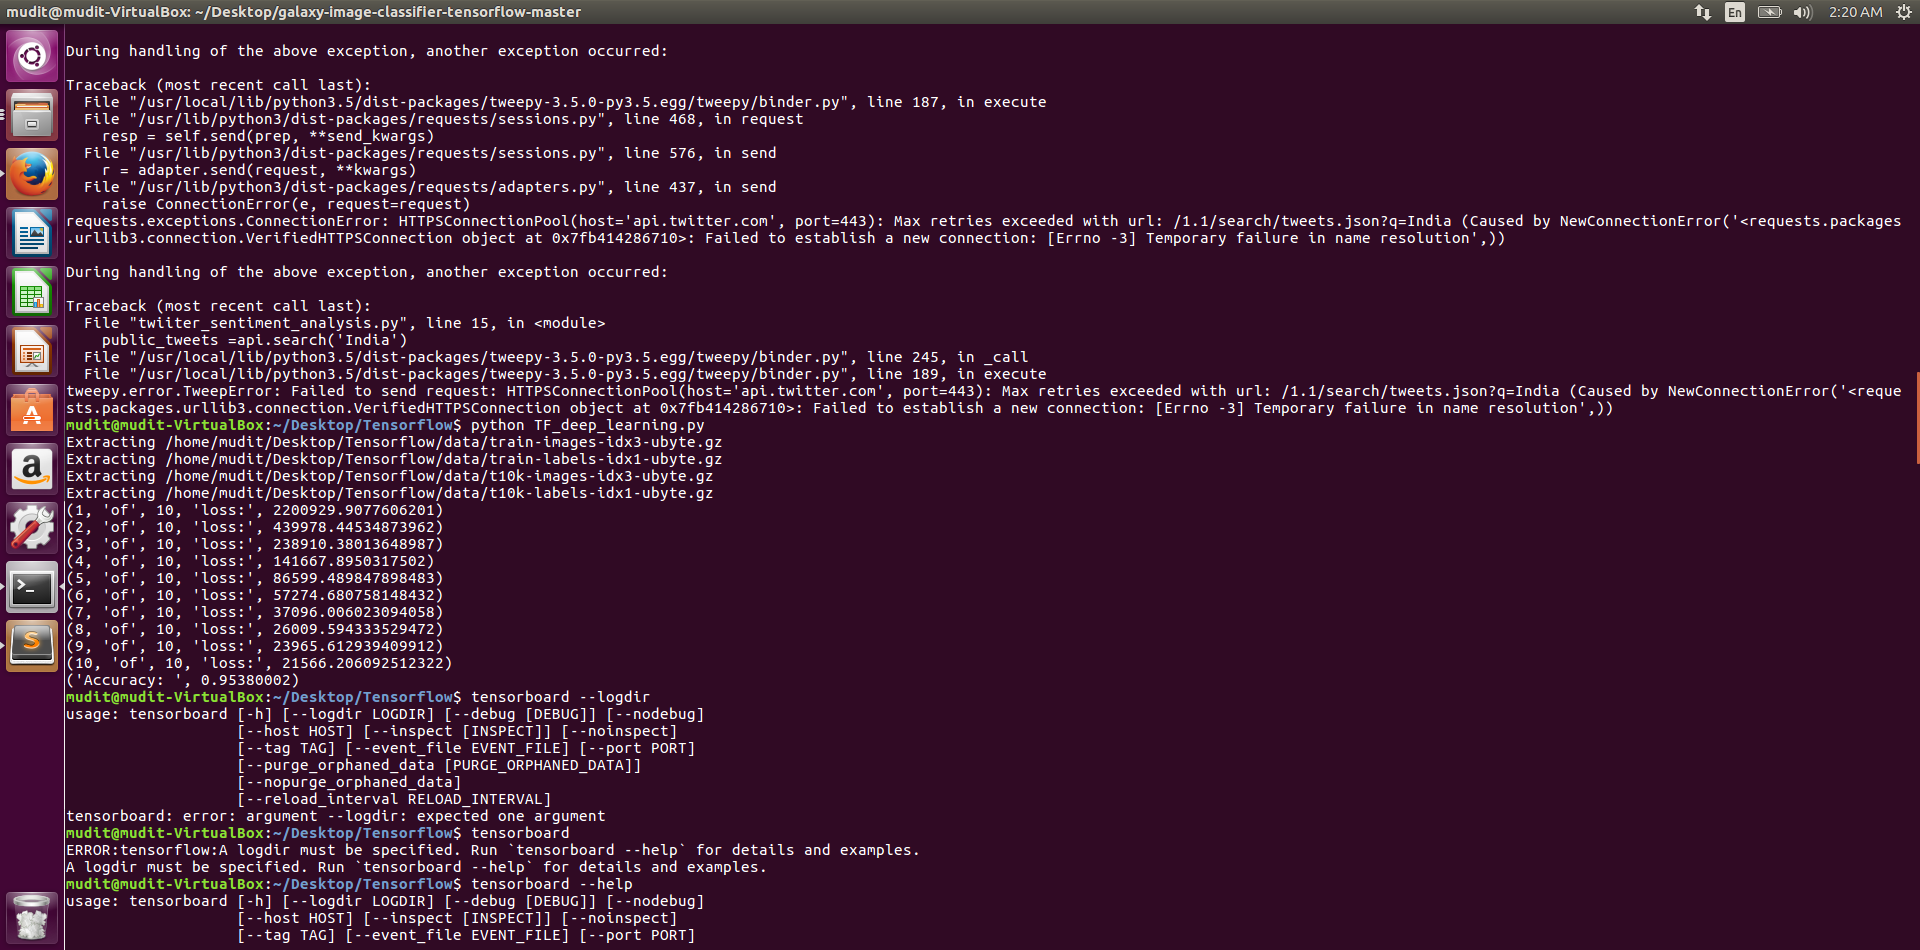 mudit@mudit-VirtualBox: ~/Desktop/galaxy-image-classifier-tensorflow-master
En
2:20 AM
During handling of the above exception, another exception occurred:
Traceback (most recent call last):
File "/usr/local/lib/python3.5/dist-packages/tweepy-3.5.0-py3.5.egg/tweepy/binder.py", line 187, in execute
File "/usr/lib/python3/dist-packages/requests/sessions.py", line 468, in request
resp = self.send(prep, **send_kwargs)
File "/usr/lib/python3/dist-packages/requests/sessions.py", line 576, in send
r = adapter.send(request, **kwargs)
File "/usr/lib/python3/dist-packages/requests/adapters.py", line 437, in send
raise ConnectionError(e, request=request)
requests.exceptions.ConnectionError: HTTPSConnectionPool(host='api.twitter.com', port=443): Max retries exceeded with url: /1.1/search/tweets.json?q=India (Caused by NewConnectionError('<requests.packages
.urllib3.connection.VerifiedHTTPSConnection object at 0x7fb414286710>: Failed to establish a new connection: [Errno -3] Temporary failure in name resolution',))
During handling of the above exception, another exception occurred:
Traceback (most recent call last):
File "twiiter_sentiment_analysis.py", line 15, in <module>
public_tweets =api.search('India')
File "/usr/local/lib/python3.5/dist-packages/tweepy-3.5.0-py3.5.egg/tweepy/binder.py", line 245, in _call
File "/usr/local/lib/python3.5/dist-packages/tweepy-3.5.0-py3.5.egg/tweepy/binder.py", line 189, in execute
tweepy.error.TweepError: Failed to send request: HTTPSConnectionPool(host='api.twitter.com', port=443): Max retries exceeded with url: /1.1/search/tweets.json?q=India (Caused by NewConnectionError('<reque
sts.packages.urllib3.connection.VerifiedHTTPSConnection object at 0x7fb414286710>: Failed to establish a new connection: [Errno -3] Temporary failure in name resolution',))
mudit@mudit-VirtualBox:~/Desktop/Tensorflow$ python TF_deep_learning.py
Extracting /home/mudit/Desktop/Tensorflow/data/train-images-idx3-ubyte.gz
Extracting /home/mudit/Desktop/Tensorflow/data/train-labels-idx1-ubyte.gz
Extracting /home/mudit/Desktop/Tensorflow/data/t10k-images-idx3-ubyte.gz
Extracting /home/mudit/Desktop/Tensorflow/data/t10k-labels-idx1-ubyte.gz
(1, 'of', 10, 'loss:', 2200929.9077606201)
(2, 'of', 10, 'loss:', 439978.44534873962)
(3, 'of', 10, 'loss:', 238910.38013648987)
(4, 'of', 10, 'loss:', 141667.8950317502)
(5, 'of', 10, 'loss:', 86599.489847898483)
(6, 'of', 10, 'loss:', 57274.680758148432)
(7, 'of', 10, 'loss:', 37096.006023094058)
(8, 'of', 10, 'loss:', 26009.594333529472)
(9, 'of', 10, 'loss:', 23965.612939409912)
(10, 'of', 10, 'loss:', 21566.206092512322)
('Accuracy: ', 0.95380002)
mudit@mudit-VirtualBox:~/Desktop/Tensorflow$ tensorboard --logdir
usage: tensorboard [-h] [--logdir LOGDIR] [--debug [DEBUG]] [--nodebug]
[--host HOST] [--inspect [INSPECT]] [--noinspect]
[--tag TAG] [--event_file EVENT_FILE] [--port PORT]
[--purge_orphaned_data [PURGE_ORPHANED_DATA]]
[--nopurge_orphaned_data]
[--reload_interval RELOAD_INTERVAL]
tensorboard: error: argument --logdir: expected one argument
mudit@mudit-VirtualBox:~/Desktop/Tensorflow$ tensorboard
ERROR:tensorflow:A logdir must be specified. Run `tensorboard --help` for details and examples.
A logdir must be specified. Run `tensorboard --help` for details and examples.
mudit@mudit-VirtualBox:~/Desktop/Tensorflow$ tensorboard --help
usage: tensorboard [-h] [--logdir LOGDIR] [--debug [DEBUG]] [--nodebug]
[--host HOST] [--inspect [INSPECT]] [--noinspect]
[--tag TAG] [--event_file EVENT_FILE] [--port PORT]